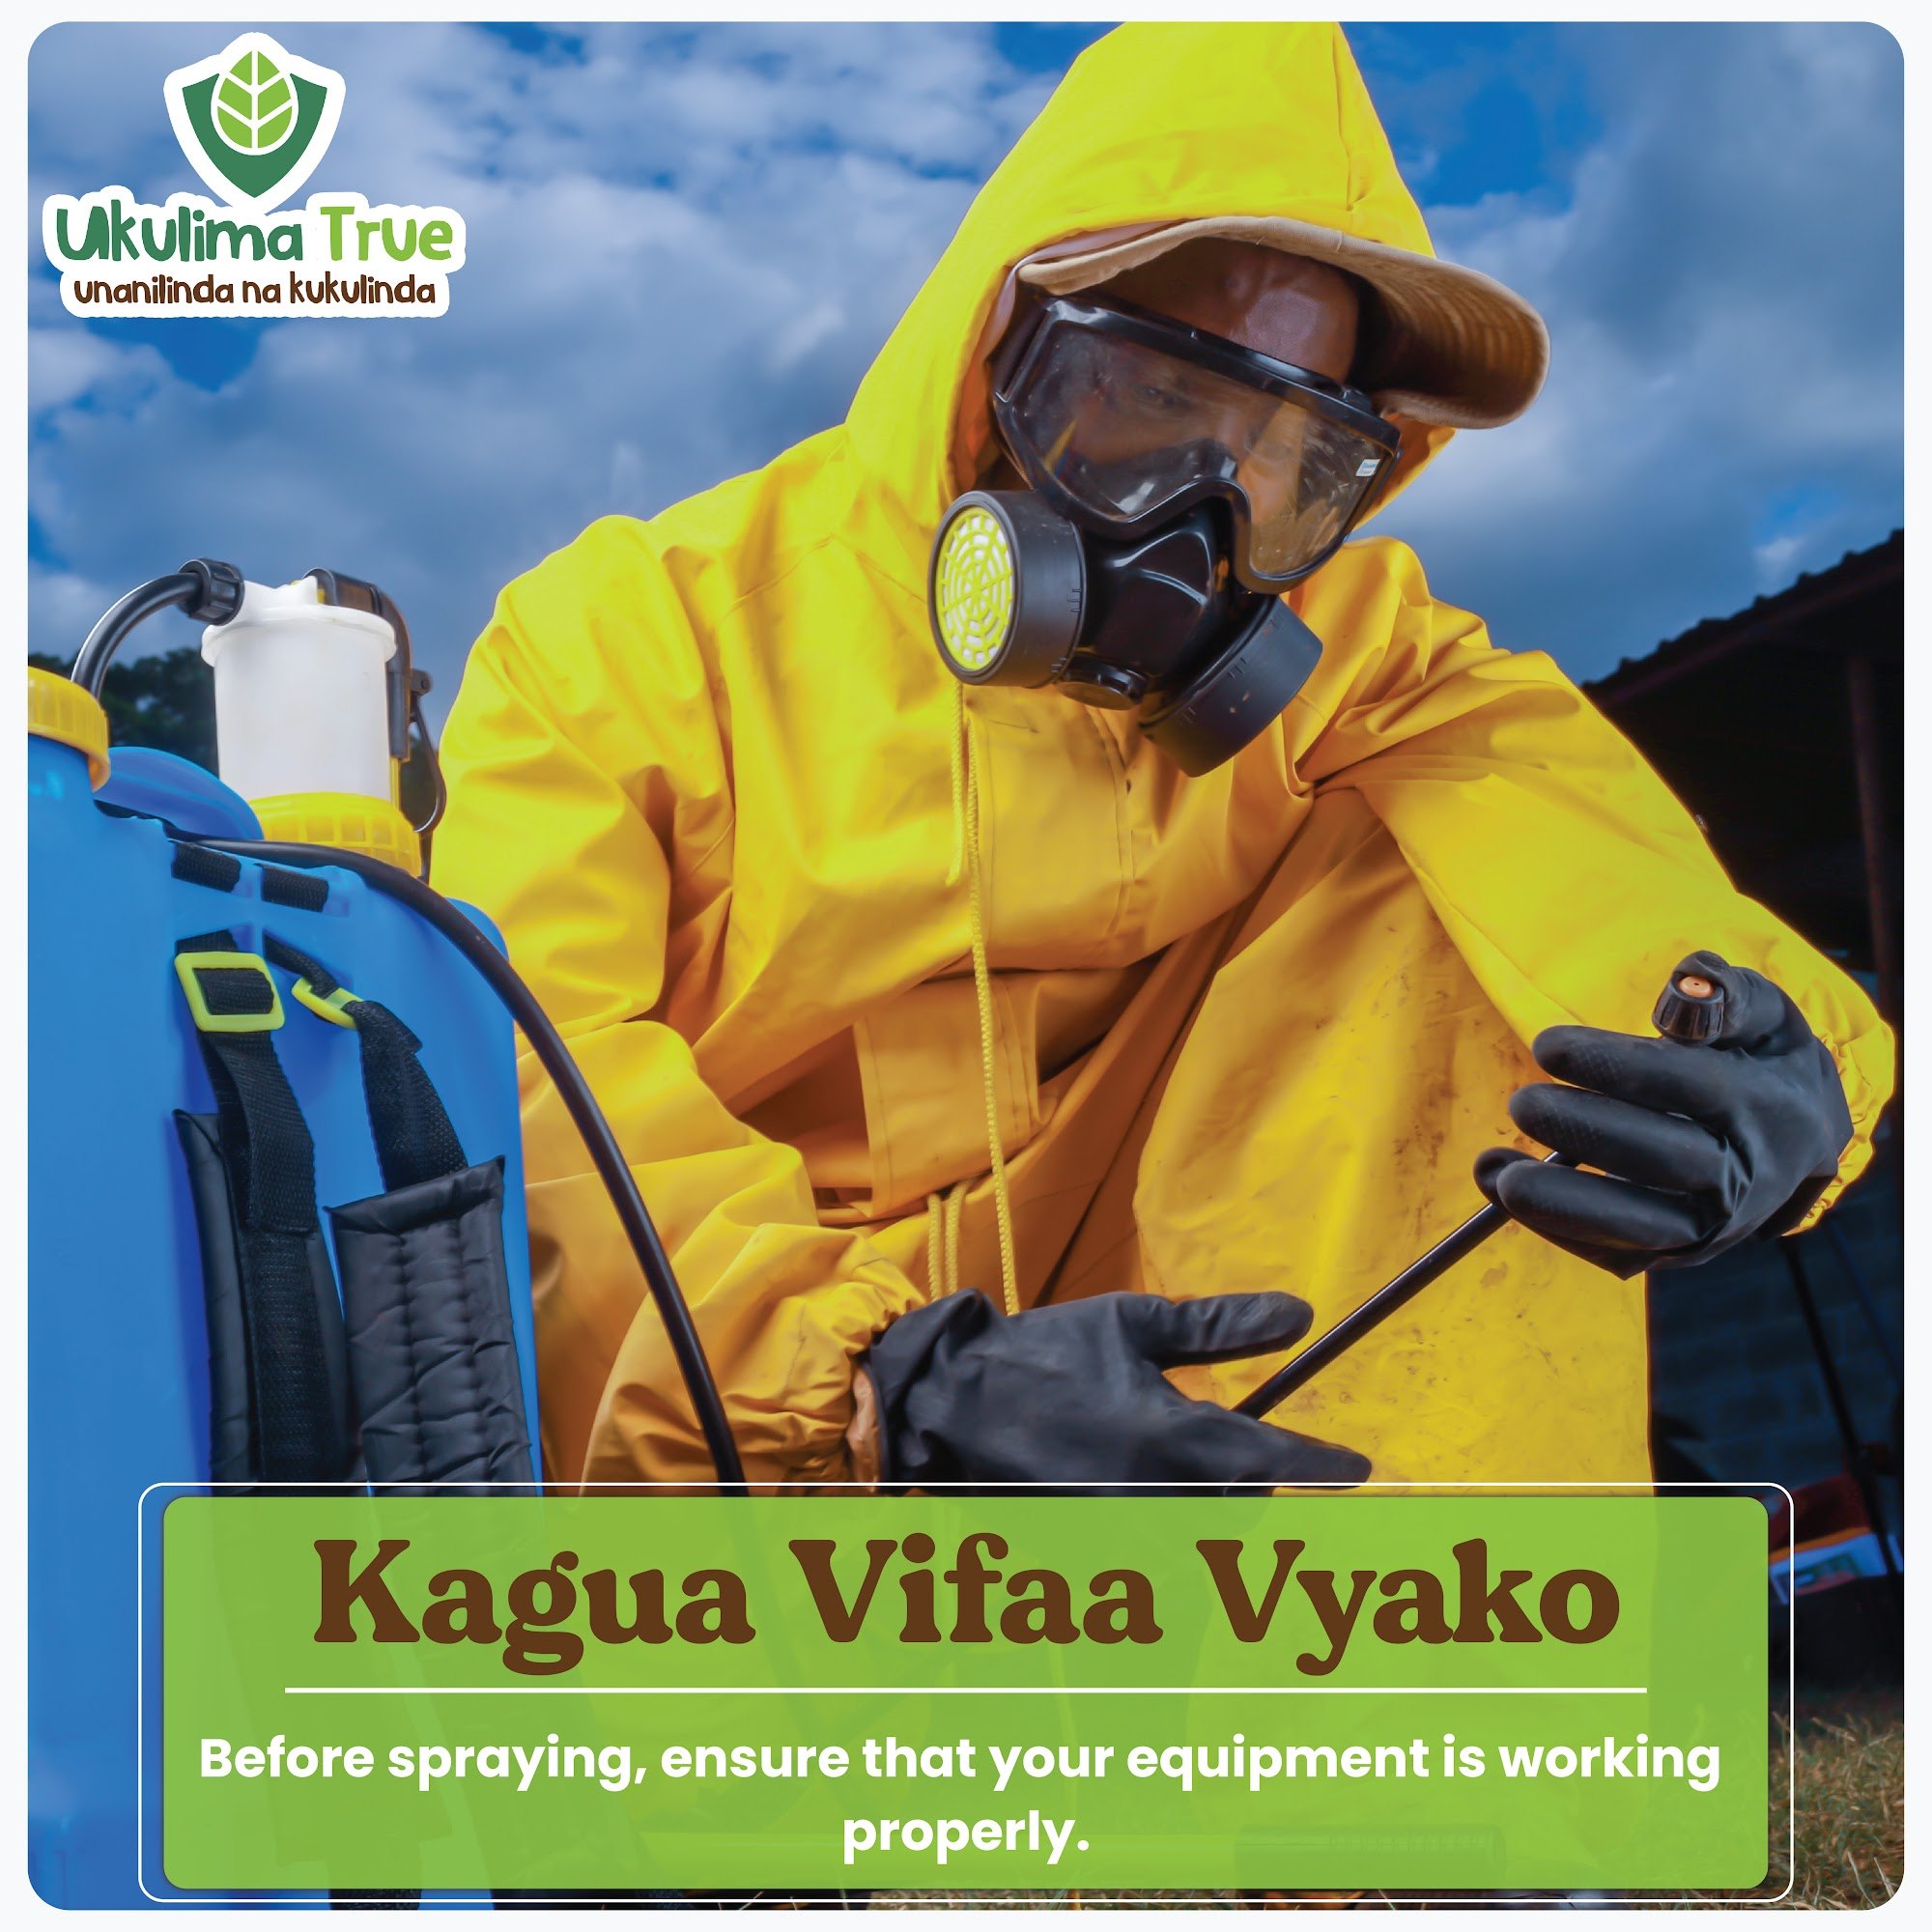 Ukulima True
unanilinda na kukulinda
Kagua Vifaa Vyako
Before spraying, ensure that your equipment is working
properly.